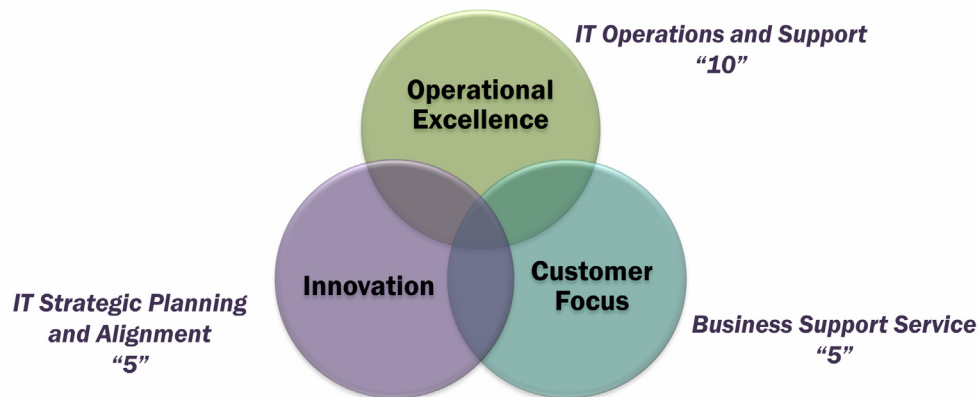 IT Operations and Support
“10”
Operational
Excellence
Innovation
Customer
Focus
IT Strategic Planning
and Alignment
“5”
Business Support Service
“5”